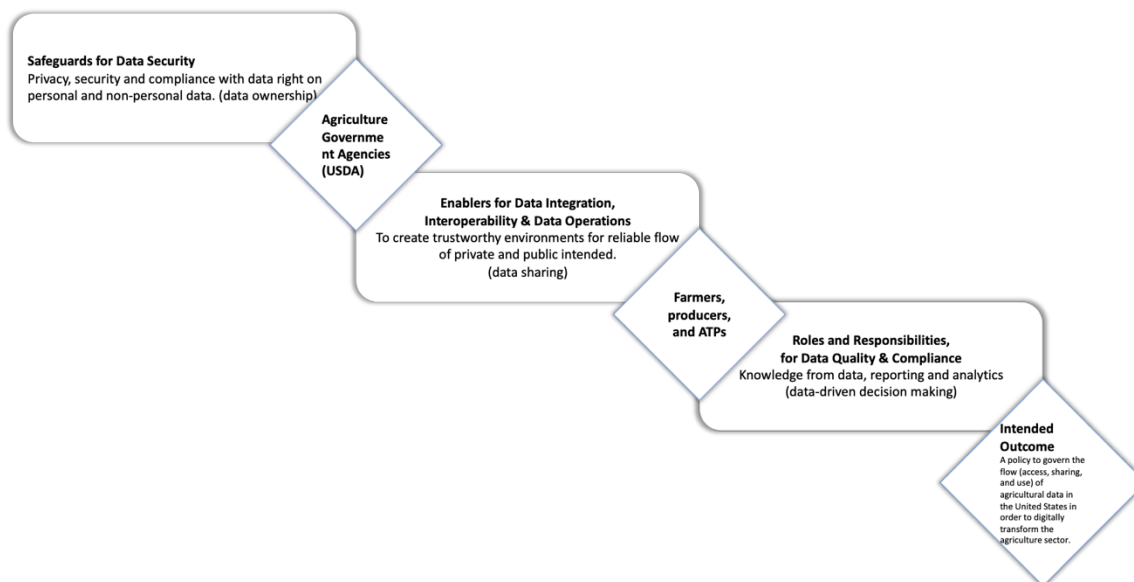 Safeguards for Data Security
Privacy, security and compliance with data right on
personal and non-personal data. (data ownership)
Agriculture
Governme
nt Agencies
(USDA)
Enablers for Data Integration,
Interoperability & Data Operations
To create trustworthy environments for reliable flow
of private and public intended.
(data sharing)
Farmers,
producers,
and ATPs
Roles and Responsibilities,
for Data Quality & Compliance
Knowledge from data, reporting and analytics
(data-driven decision making)
Intended
Outcome
A policy to govern the
flow (access, sharing,
and use) of
agricultural data in
the United States in
order to digitally
transform the
agriculture sector.